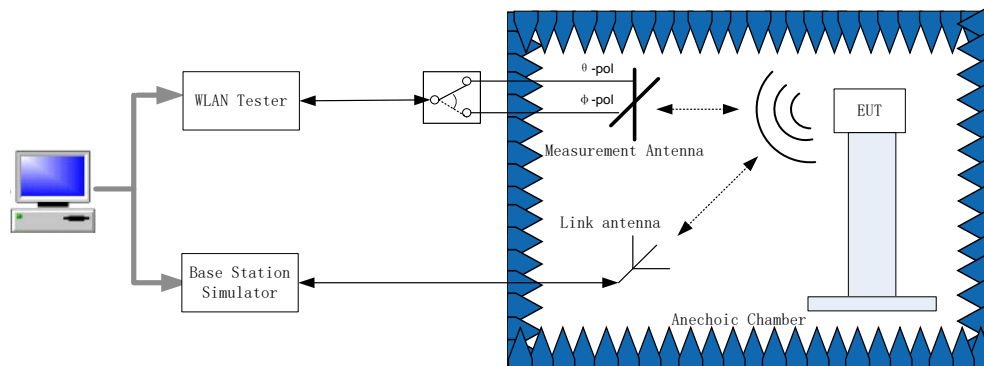 θ -pol
WLAN Tester
ϕ -pol
EUT
Measurement Antenna
Link antenna
Base Station
Simulator
Anechoic Chamber